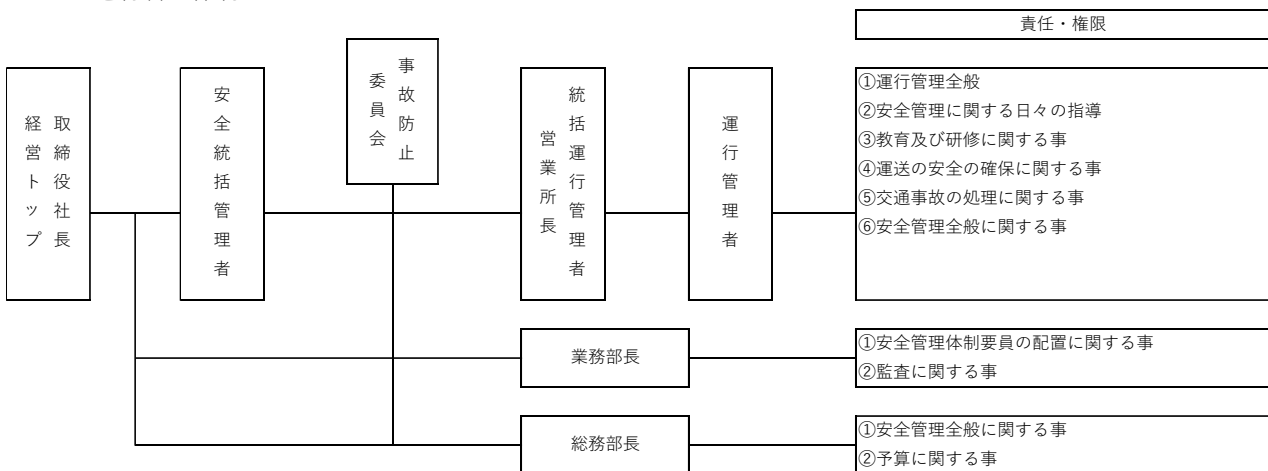 責任・権限
取締役社長
経営トップ
安全統括管理者
事故防止
委員会
統括運行管理者
営業所長
運行管理者
①運行管理全般
②安全管理に関する日々の指導
③教育及び研修に関する事
④運送の安全の確保に関する事
⑤交通事故の処理に関する事
⑥安全管理全般に関する事
業務部長
①安全管理体制要員の配置に関する事
②監査に関する事
総務部長
①安全管理全般に関する事
②予算に関する事